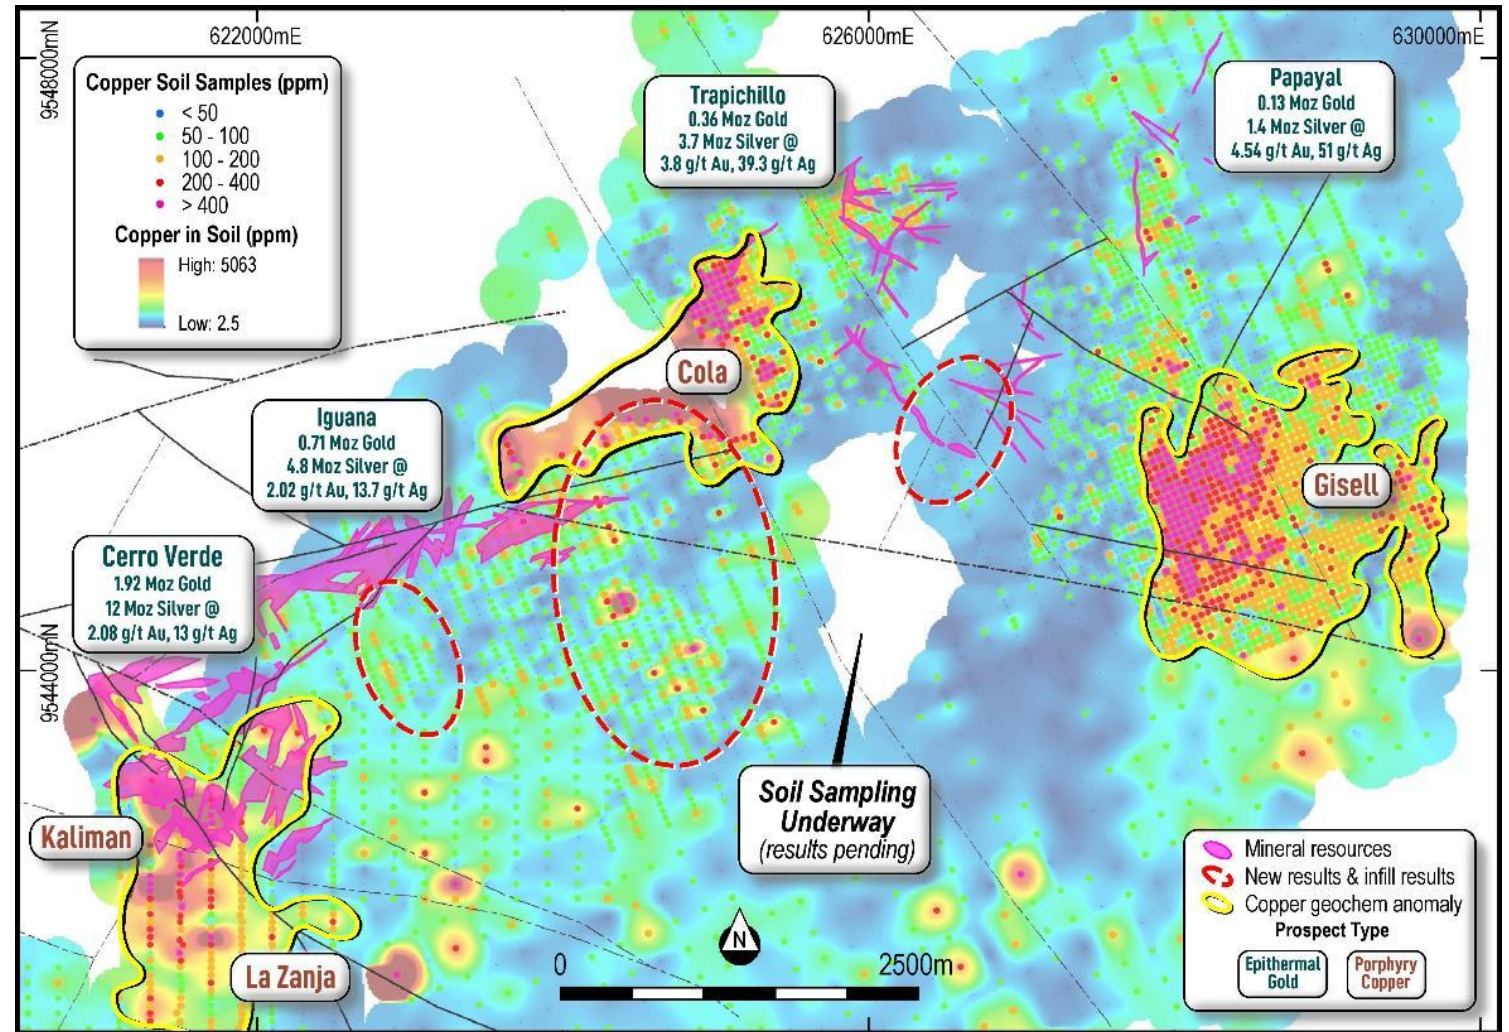 622000mE
626000mE
630000mE
9548000mN
9544000mN
Copper Soil Samples (ppm)
< 50
50 - 100
100 - 200
200 - 400
> 400
Copper in Soil (ppm)
High: 5063
Low: 2.5
Trapichillo
0.36 Moz Gold
3.7 Moz Silver @
3.8 g/t Au, 39.3 g/t Ag
Papayal
0.13 Moz Gold
1.4 Moz Silver @
4.54 g/t Au, 51 g/t Ag
Cola
Iguana
0.71 Moz Gold
4.8 Moz Silver @
2.02 g/t Au, 13.7 g/t Ag
Gisell
Cerro Verde
1.92 Moz Gold
12 Moz Silver @
2.08 g/t Au, 13 g/t Ag
Kaliman
La Zanja
Soil Sampling
Underway
(results pending)
N
0
2500m
Mineral resources
New results & infill results
Copper geochem anomaly
Prospect Type
Epithermal
Gold
Porphyry
Copper